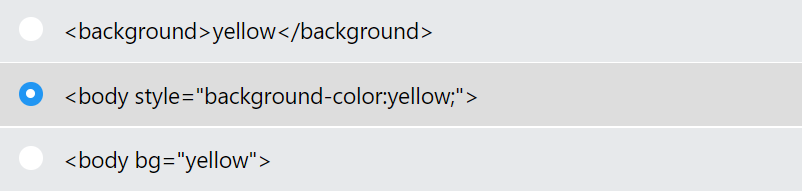 <background>yellow</background>
<body style="background-color:yellow;">
<body bg="yellow">